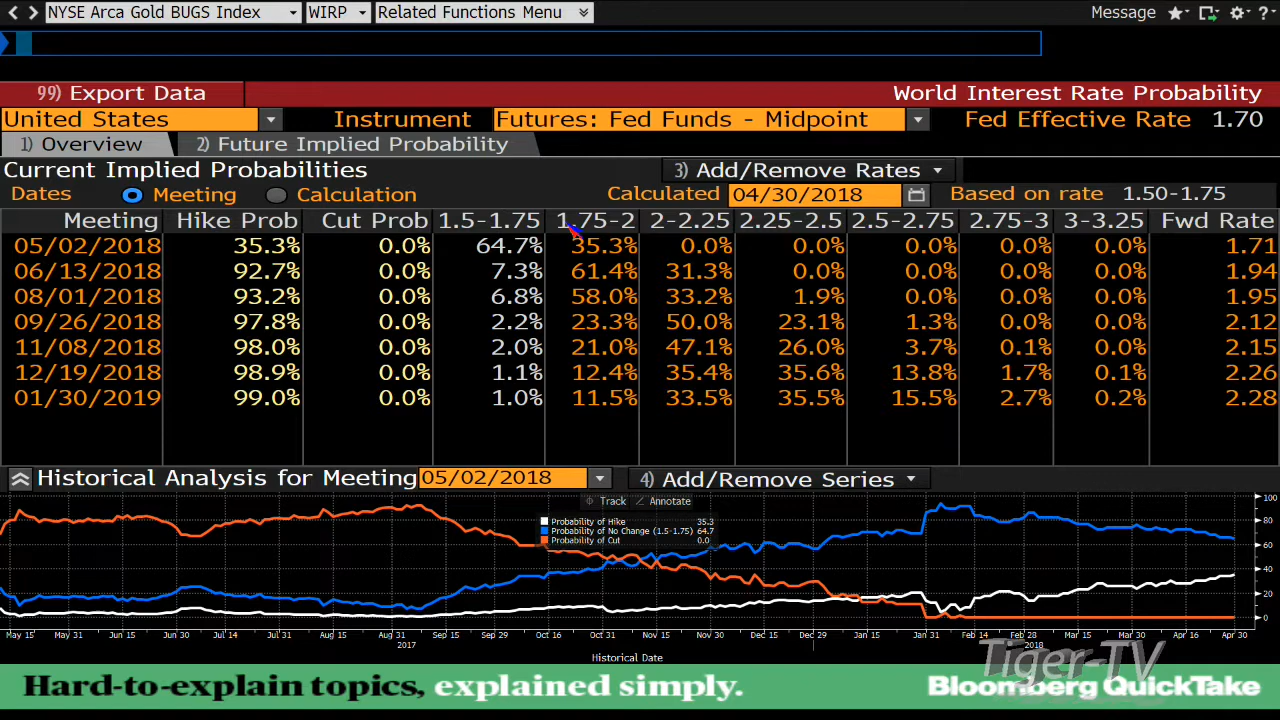 NYSE Arca Gold BUGS Index WIRP Related Functions Menu Message ?
99) Export Data World Interest Rate Probability
United States Instrument Futures: Fed Funds - Midpoint Fed Effective Rate 1.70
1) Overview 2) Future Implied Probability
Current Implied Probabilities 3) Add/Remove Rates
Dates Meeting Calculation Calculated 04/30/2018 Based on rate 1.50-1.75
Meeting Hike Prob Cut Prob 1.5-1.75 1.75-2 2-2.25 2.25-2.5 2.5-2.75 2.75-3 3-3.25 Fwd Rate
05/02/2018 35.3% 0.0% 64.7% 35.3% 0.0% 0.0% 0.0% 0.0% 0.0% 1.71
06/13/2018 92.7% 0.0% 7.3% 61.4% 31.3% 0.0% 0.0% 0.0% 0.0% 1.94
08/01/2018 93.2% 0.0% 6.8% 58.0% 33.2% 1.9% 0.0% 0.0% 0.0% 1.95
09/26/2018 97.8% 0.0% 2.2% 23.3% 50.0% 23.1% 1.3% 0.0% 0.0% 2.12
11/08/2018 98.0% 0.0% 2.0% 21.0% 47.1% 26.0% 3.7% 0.1% 0.0% 2.15
12/19/2018 98.9% 0.0% 1.1% 12.4% 35.4% 35.6% 13.8% 1.7% 0.1% 2.26
01/30/2019 99.0% 0.0% 1.0% 11.5% 33.5% 35.5% 15.5% 2.7% 0.2% 2.28
Historical Analysis for Meeting 05/02/2018 4) Add/Remove Series
Track Annotate
100
Probability of Hike 35.3
Probability of No Change (1.5-1.75) 64.7
Probability of Cut 0.0
80
60
40
20
0
May 15 May 31 Jun 15 Jun 30 Jul 14 Jul 31 Aug 15 Aug 31 Sep 15 Sep 29 Oct 16 Oct 31 Nov 15 Nov 30 Dec 15 Dec 29 Jan 15 Jan 31 Feb 14 Feb 28 Mar 15 Mar 30 Apr 16 Apr 30
2017 2018
Historical Date
Tiger-TV
Hard-to-explain topics, explained simply. Bloomberg QuickTake